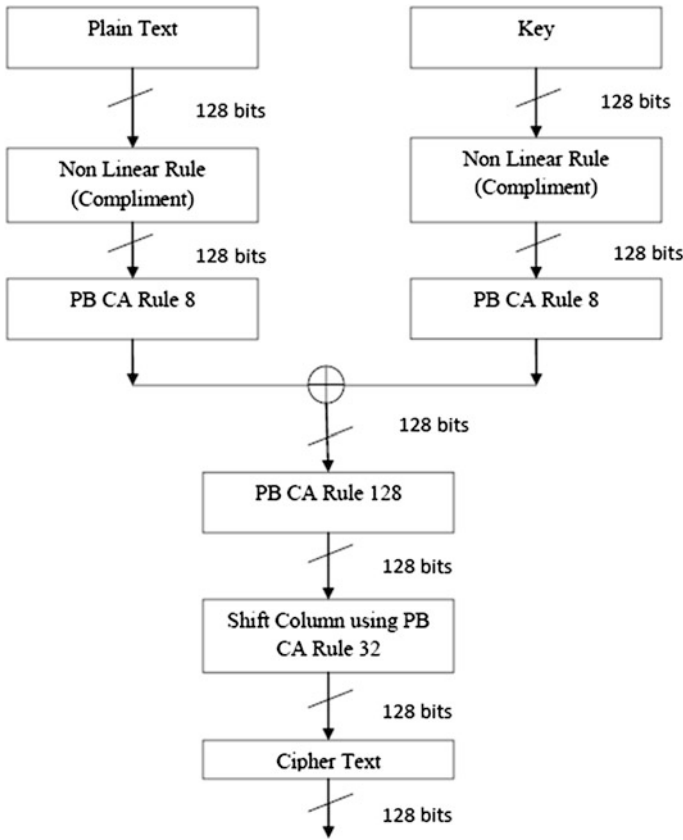 Plain Text
Key
128 bits
128 bits
Non Linear Rule
(Compliment)
Non Linear Rule
(Compliment)
128 bits
128 bits
PB CA Rule 8
PB CA Rule 8
128 bits
PB CA Rule 128
128 bits
Shift Column using PB
CA Rule 32
128 bits
Cipher Text
128 bits